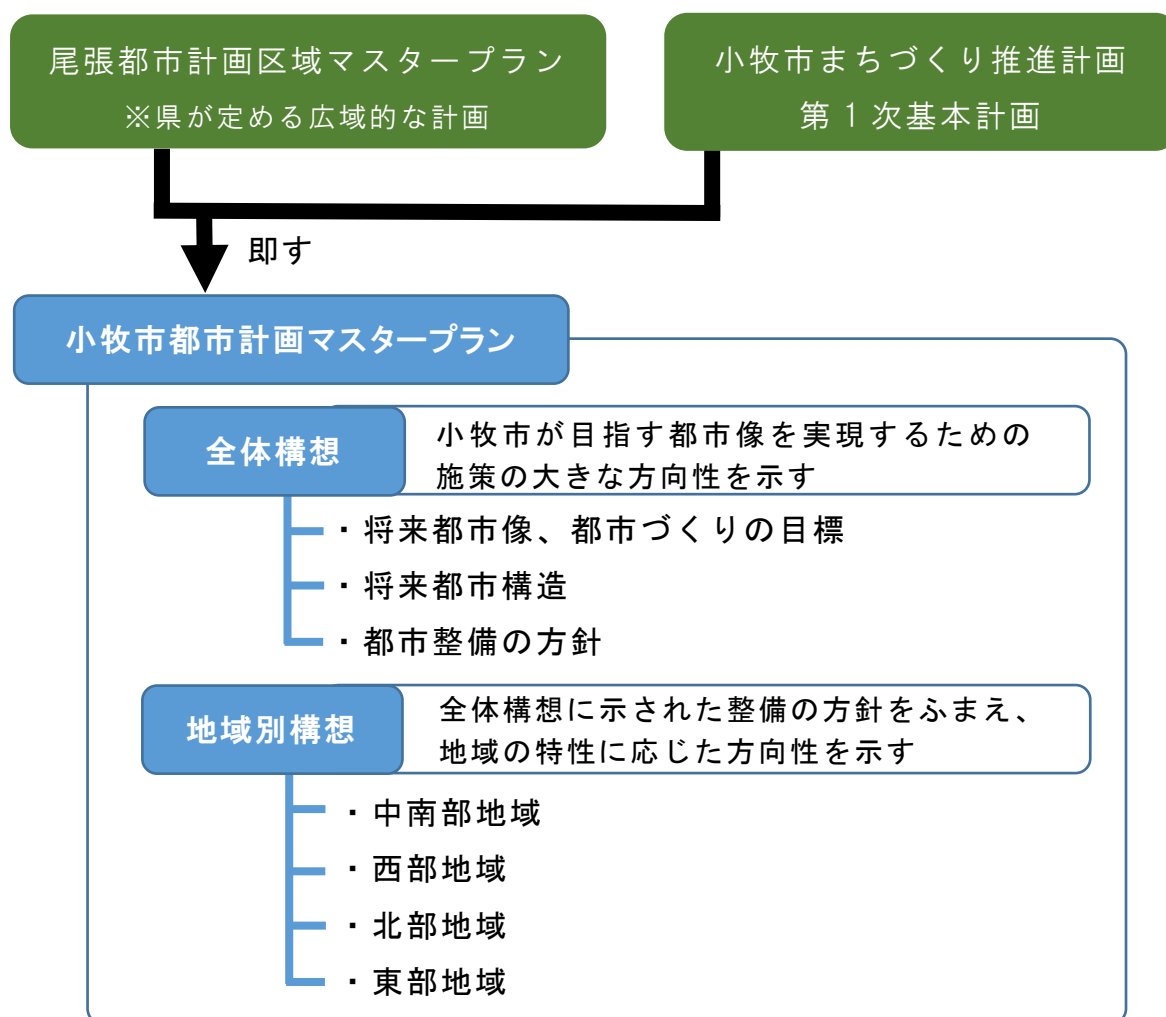 尾張都市計画区域マスタープラン
※県が定める広域的な計画
小牧市まちづくり推進計画
第1次基本計画
即す
小牧市都市計画マスタープラン
全体構想
小牧市が目指す都市像を実現するための
施策の大きな方向性を示す
・将来都市像、都市づくりの目標
・将来都市構造
・都市整備の方針
地域別構想
全体構想に示された整備の方針をふまえ、
地域の特性に応じた方向性を示す
・中南部地域
・西部地域
・北部地域
・東部地域